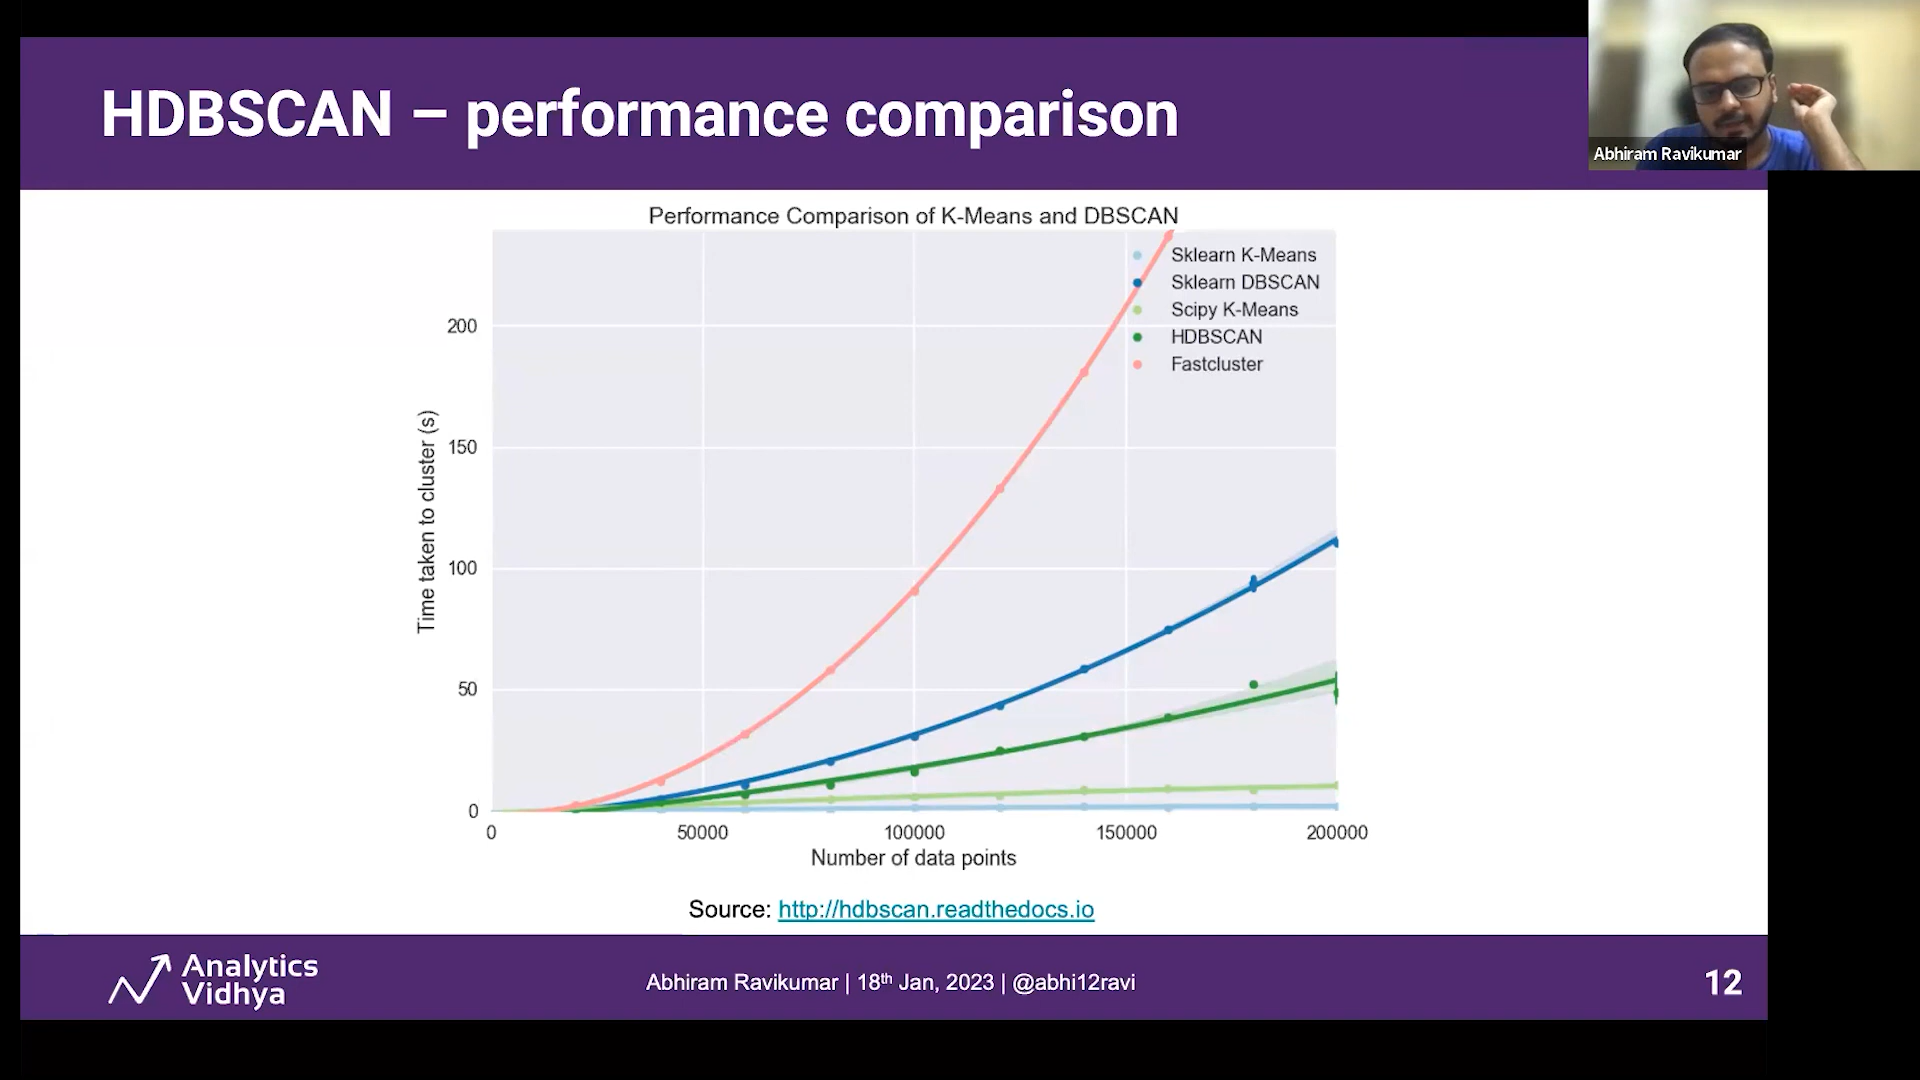 HDBSCAN – performance comparison
Abhiram Ravikumar
Performance Comparison of K-Means and DBSCAN
Sklearn K-Means
Sklearn DBSCAN
Scipy K-Means
HDBSCAN
Fastcluster
Time taken to cluster (s)
200
150
100
50
0
0 50000 100000 150000 200000
Number of data points
Source: http://hdbscan.readthedocs.io
Analytics
Vidhya
Abhiram Ravikumar | 18th Jan, 2023 | @abhi12ravi
12